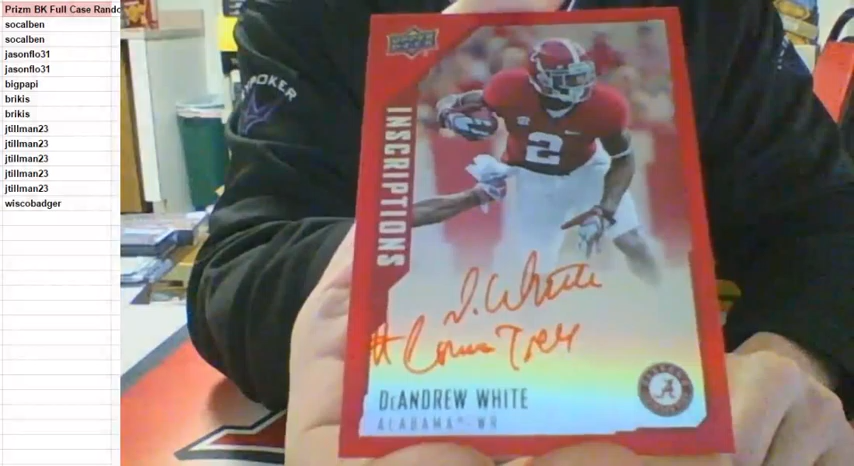 Prizm BK Full Case Rando
socalben
socalben
jasonflo31
jasonflo31
bigpapi
brikis
brikis
jtillman23
jtillman23
jtillman23
jtillman23
jtillman23
wiscobadger
POKER
INSCRIPTIONS
2
D. White
DeANDREW WHITE
ALABAMA - WR